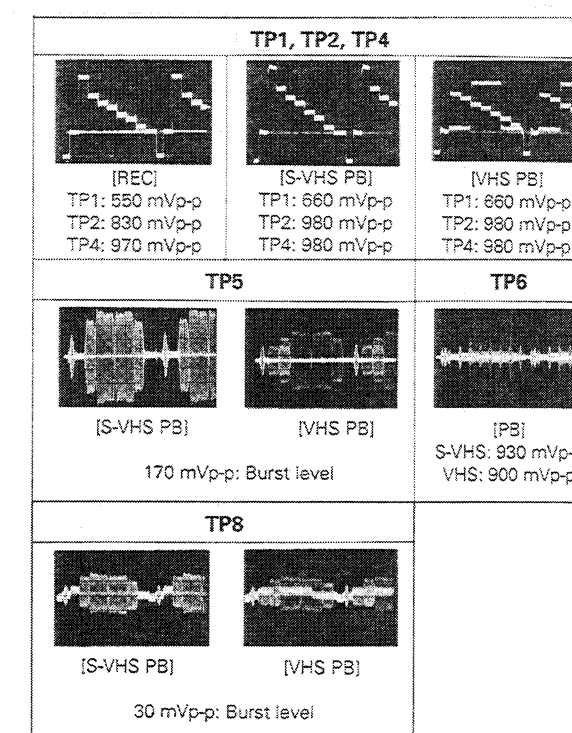 TP1, TP2, TP4
[REC]
TP1: 550 mVp-p
TP2: 830 mVp-p
TP4: 970 mVp-p
[S-VHS PB]
TP1: 660 mVp-p
TP2: 980 mVp-p
TP4: 980 mVp-p
[VHS PB]
TP1: 660 mVp-p
TP2: 980 mVp-p
TP4: 980 mVp-p
TP5
[S-VHS PB]
[VHS PB]
170 mVp-p: Burst level
TP6
[PB]
S-VHS: 930 mVp-
VHS: 900 mVp-p
TP8
[S-VHS PB]
[VHS PB]
30 mVp-p: Burst level